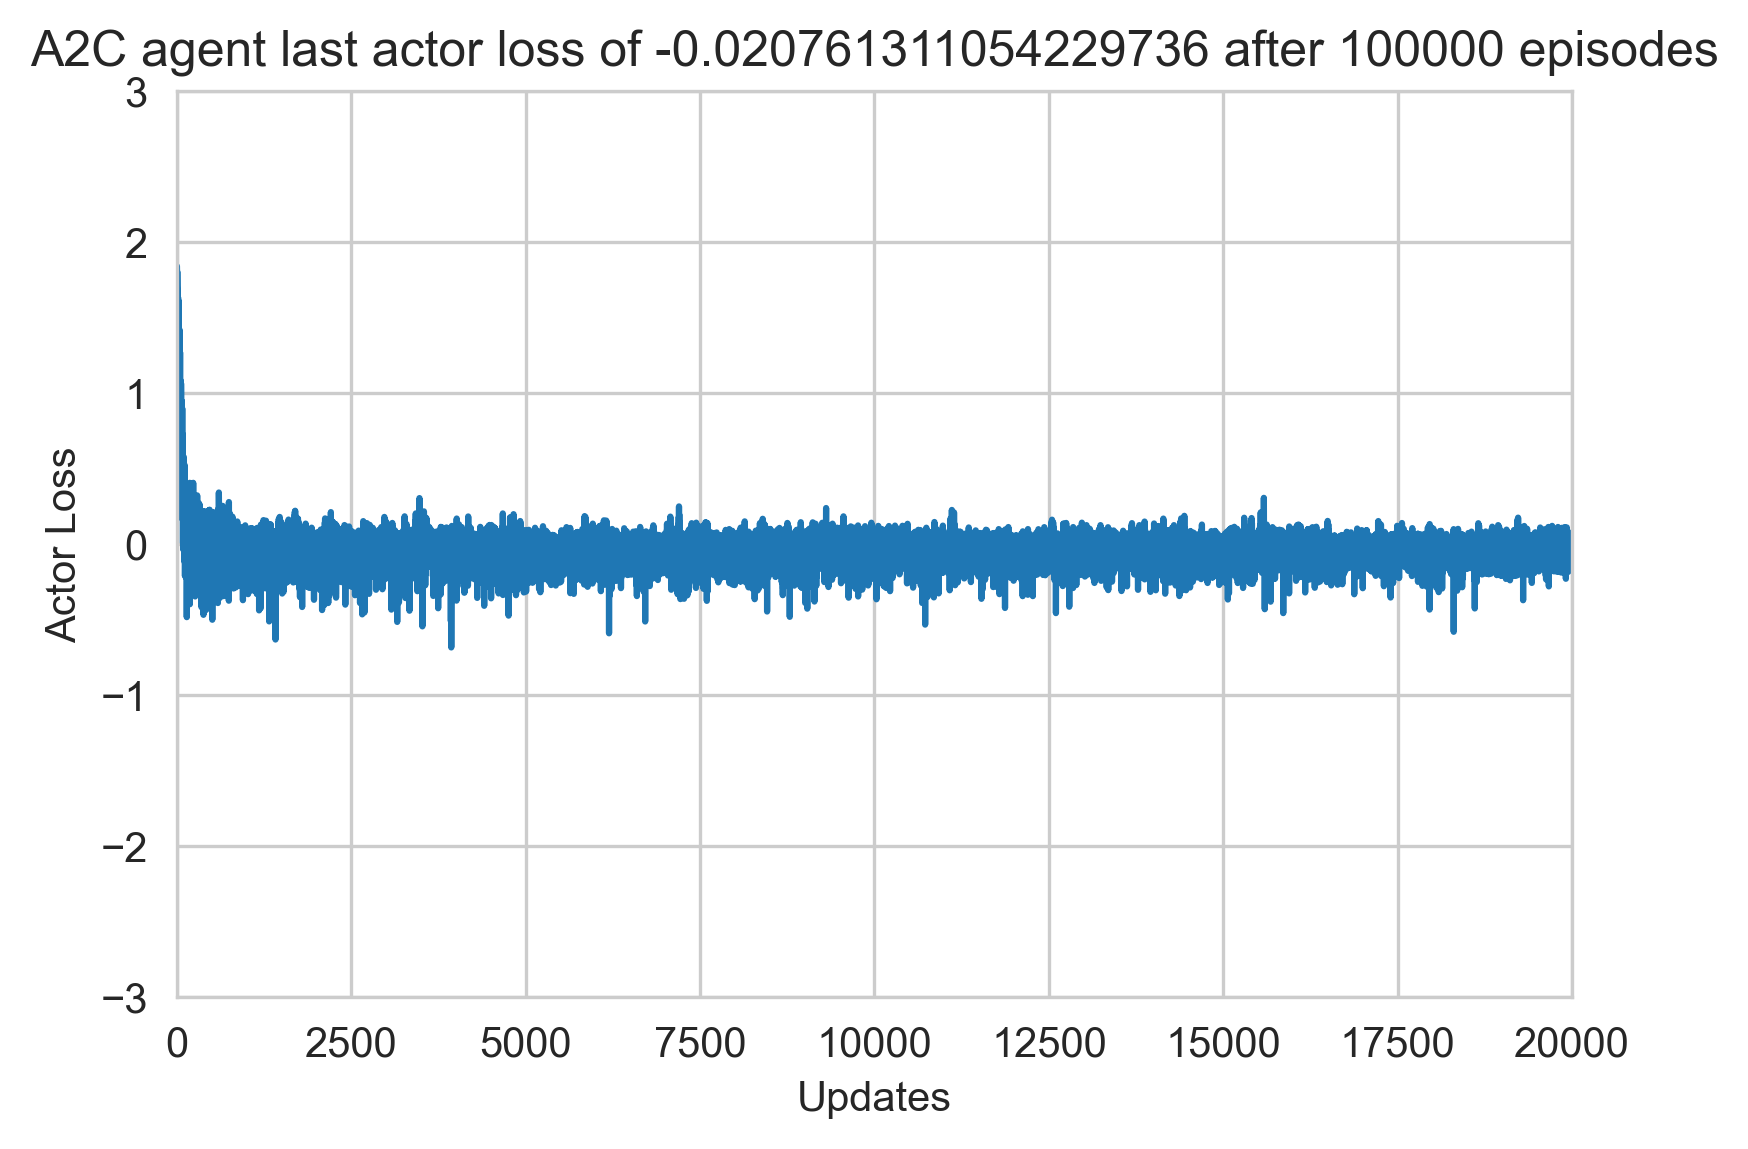 A2C agent last actor loss of -0.020761311054229736 after 100000 episodes
3
2
1
0
−1
−2
−3
Actor Loss
0 2500 5000 7500 10000 12500 15000 17500 20000
Updates